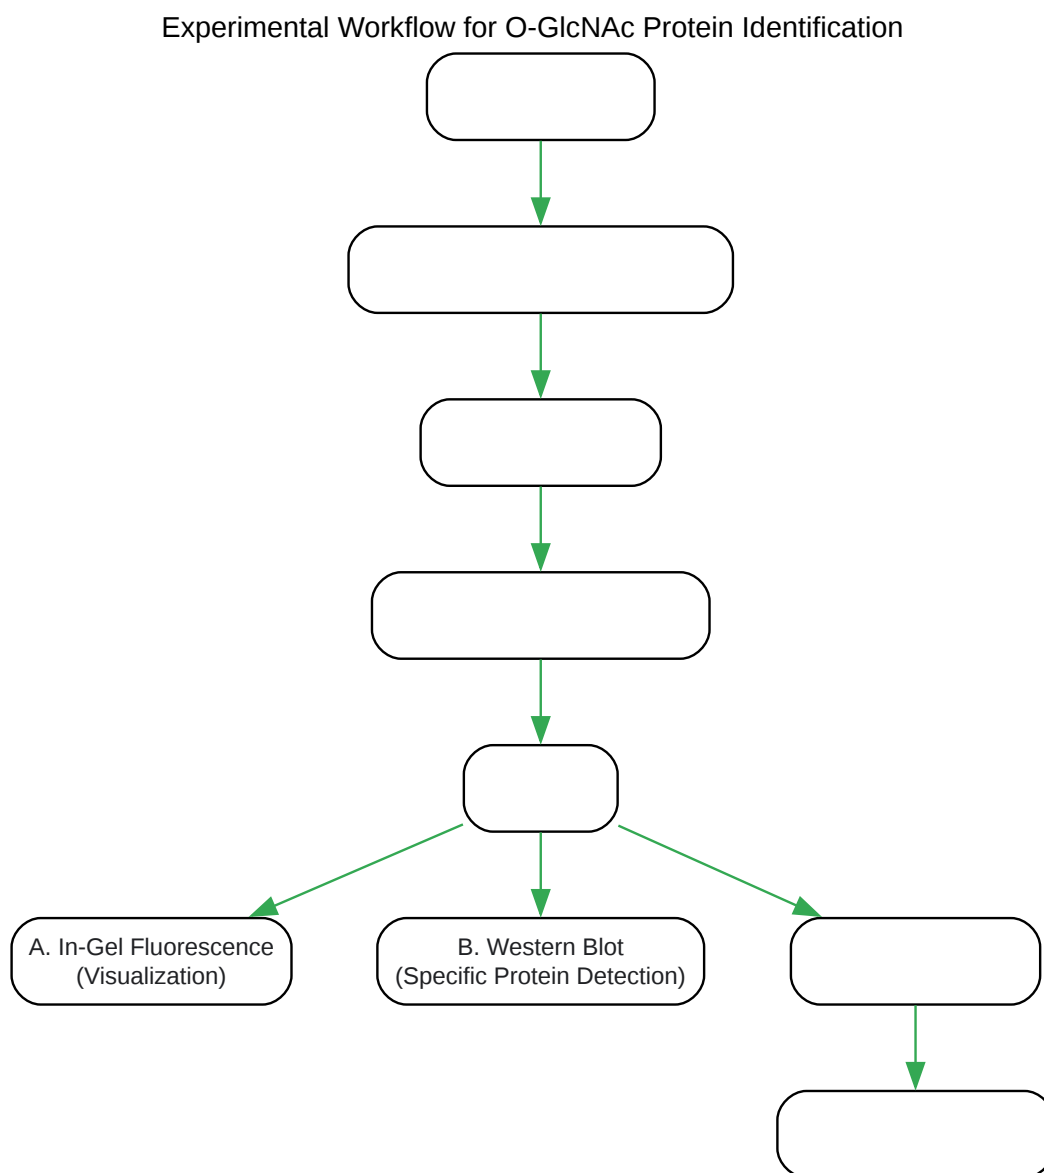 Experimental Workflow for O-GlcNAc Protein Identification
A. In-Gel Fluorescence
(Visualization)
B. Western Blot
(Specific Protein Detection)